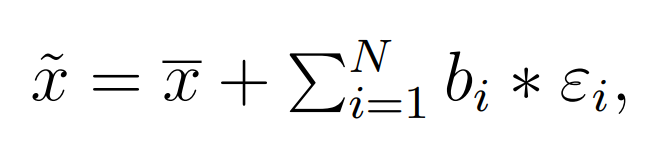 x̃ = x̅ + ∑_{i=1}^{N} b_i * ε_i,